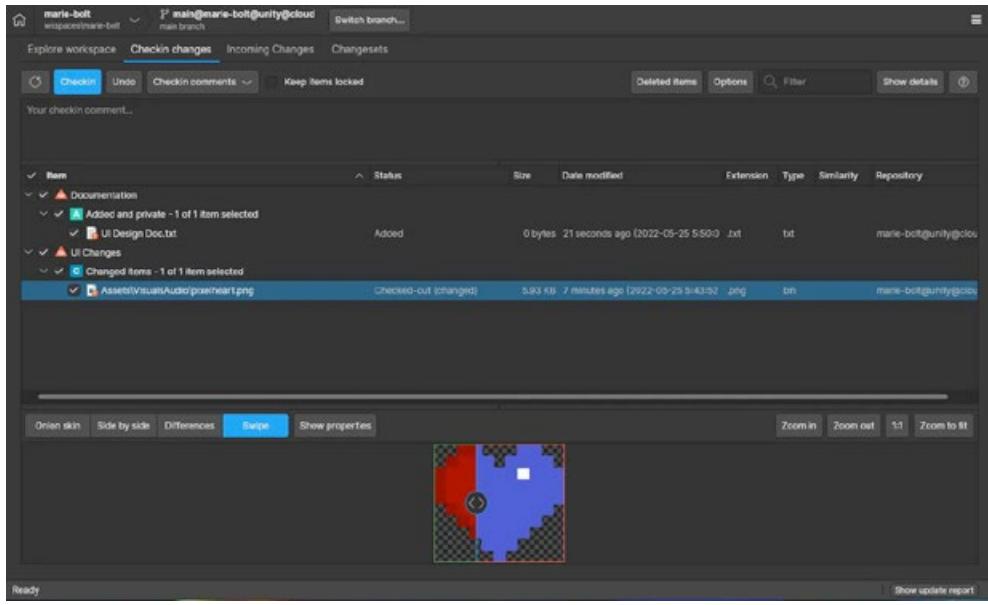 marie-bolt main@marie-bolt@unity@cloud Switch branch...
wrkspaces\marie-bolt main branch
Explore workspace Checkin changes Incoming Changes Changesets
Checkin Undo Checkin comments Keep items locked Deleted items Options Filter Show details
Your checkin comment...
Item Status Size Date modified Extension Type Similarity Repository
Documentation
A Added and private - 1 of 1 item selected
UI Design Doc.txt Added 0 bytes 21 seconds ago (2022-05-25 5:50:0 .txt txt marie-bolt@unity@clou
UI Changes
C Changed items - 1 of 1 item selected
Assets\VisualsAudio\pixelheart.png Checked-out (changed) 5.93 KB 7 minutes ago (2022-05-25 5:43:52 .png bin marie-bolt@unity@clou
Onion skin Side by side Differences Swipe Show properties Zoom in Zoom out 1:1 Zoom to fit
Ready Show update report